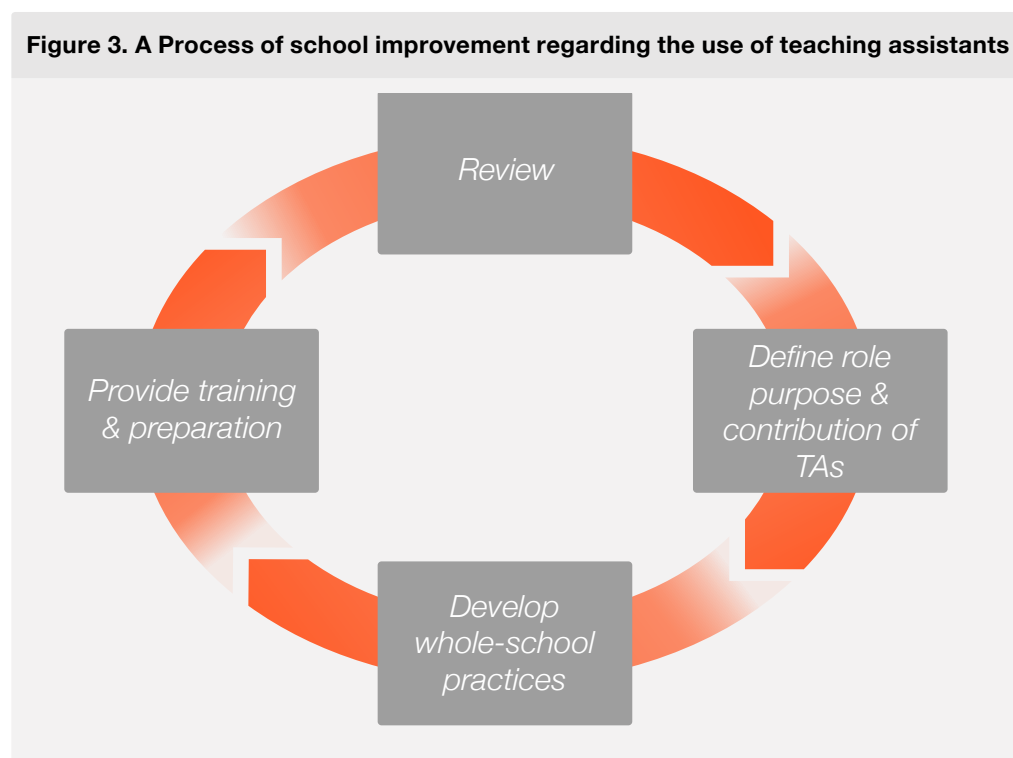 Figure 3. A Process of school improvement regarding the use of teaching assistants
Review
Define role
purpose &
contribution of
TAs
Develop
whole-school
practices
Provide training
& preparation